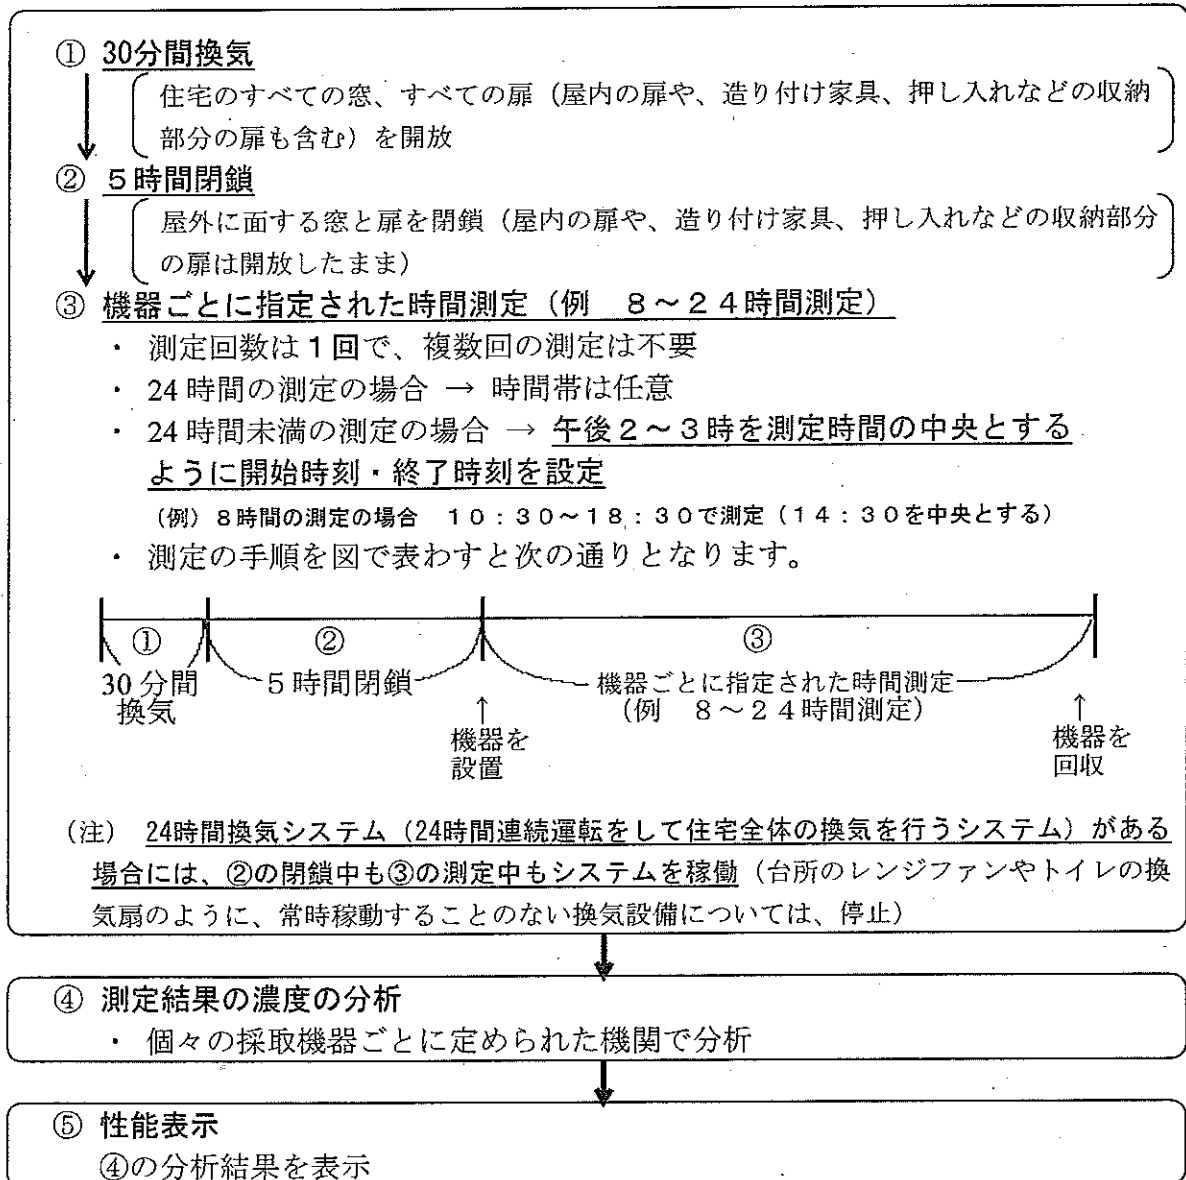 ① 30分間換気
住宅のすべての窓、すべての扉（屋内の扉や、造り付け家具、押し入れなどの収納
部分の扉も含む）を開放
② ５時間閉鎖
屋外に面する窓と扉を閉鎖（屋内の扉や、造り付け家具、押し入れなどの収納部分
の扉は開放したまま）
③ 機器ごとに指定された時間測定（例　８～２４時間測定）
・ 測定回数は１回で、複数回の測定は不要
・ 24時間の測定の場合 → 時間帯は任意
・ 24時間未満の測定の場合 → 午後２～３時を測定時間の中央とする
ように開始時刻・終了時刻を設定
（例）８時間の測定の場合　１０：３０～１８：３０で測定（１４：３０を中央とする）
・ 測定の手順を図で表わすと次の通りとなります。
① ② ③
30分間 ５時間閉鎖 機器ごとに指定された時間測定
換気 （例　８～２４時間測定）
↑ ↑
機器を 機器を
設置 回収
（注） 24時間換気システム（24時間連続運転をして住宅全体の換気を行うシステム）がある
場合には、②の閉鎖中も③の測定中もシステムを稼働（台所のレンジファンやトイレの換
気扇のように、常時稼動することのない換気設備については、停止）
④ 測定結果の濃度の分析
・ 個々の採取機器ごとに定められた機関で分析
⑤ 性能表示
④の分析結果を表示